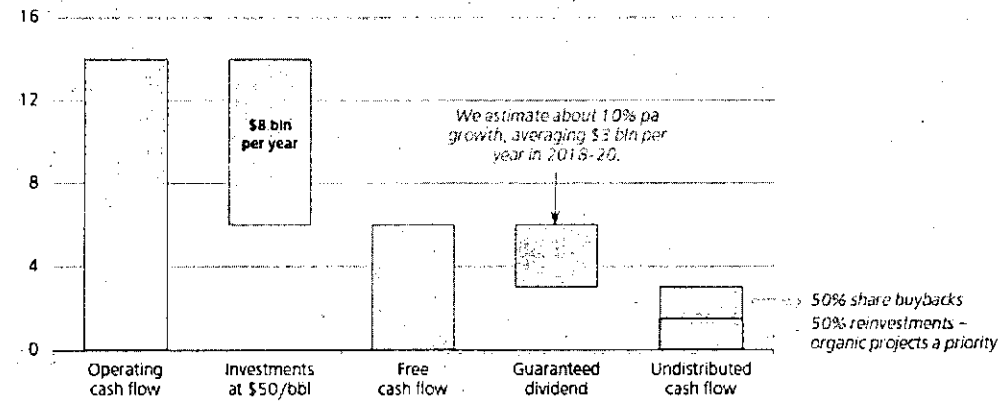 16
12
8
4
0
$8 bln
per year
We estimate about 10% pa
growth, averaging $3 bln per
year in 2018-20.
50% share buybacks
50% reinvestments –
organic projects a priority
Operating
cash flow
Investments
at $50/bbl
Free
cash flow
Guaranteed
dividend
Undistributed
cash flow